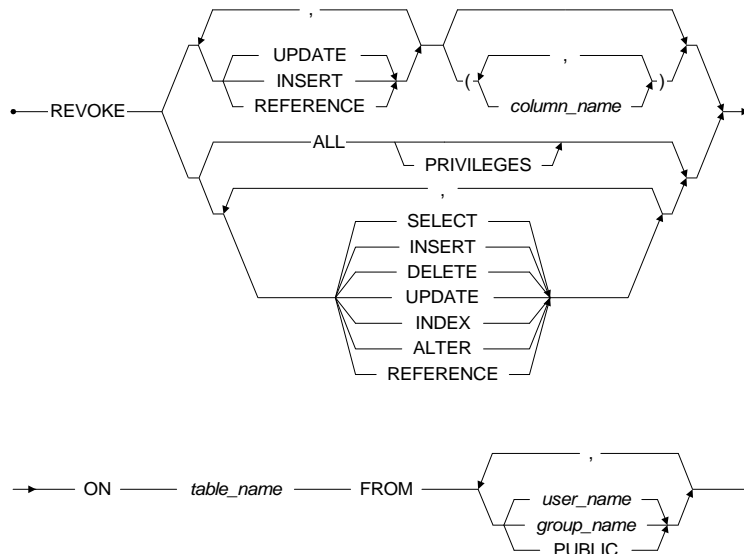 ,
UPDATE
INSERT
REFERENCE
( , )
column_name
REVOKE
ALL
PRIVILEGES
,
SELECT
INSERT
DELETE
UPDATE
INDEX
ALTER
REFERENCE
,
ON table_name FROM
user_name
group_name
PUBLIC